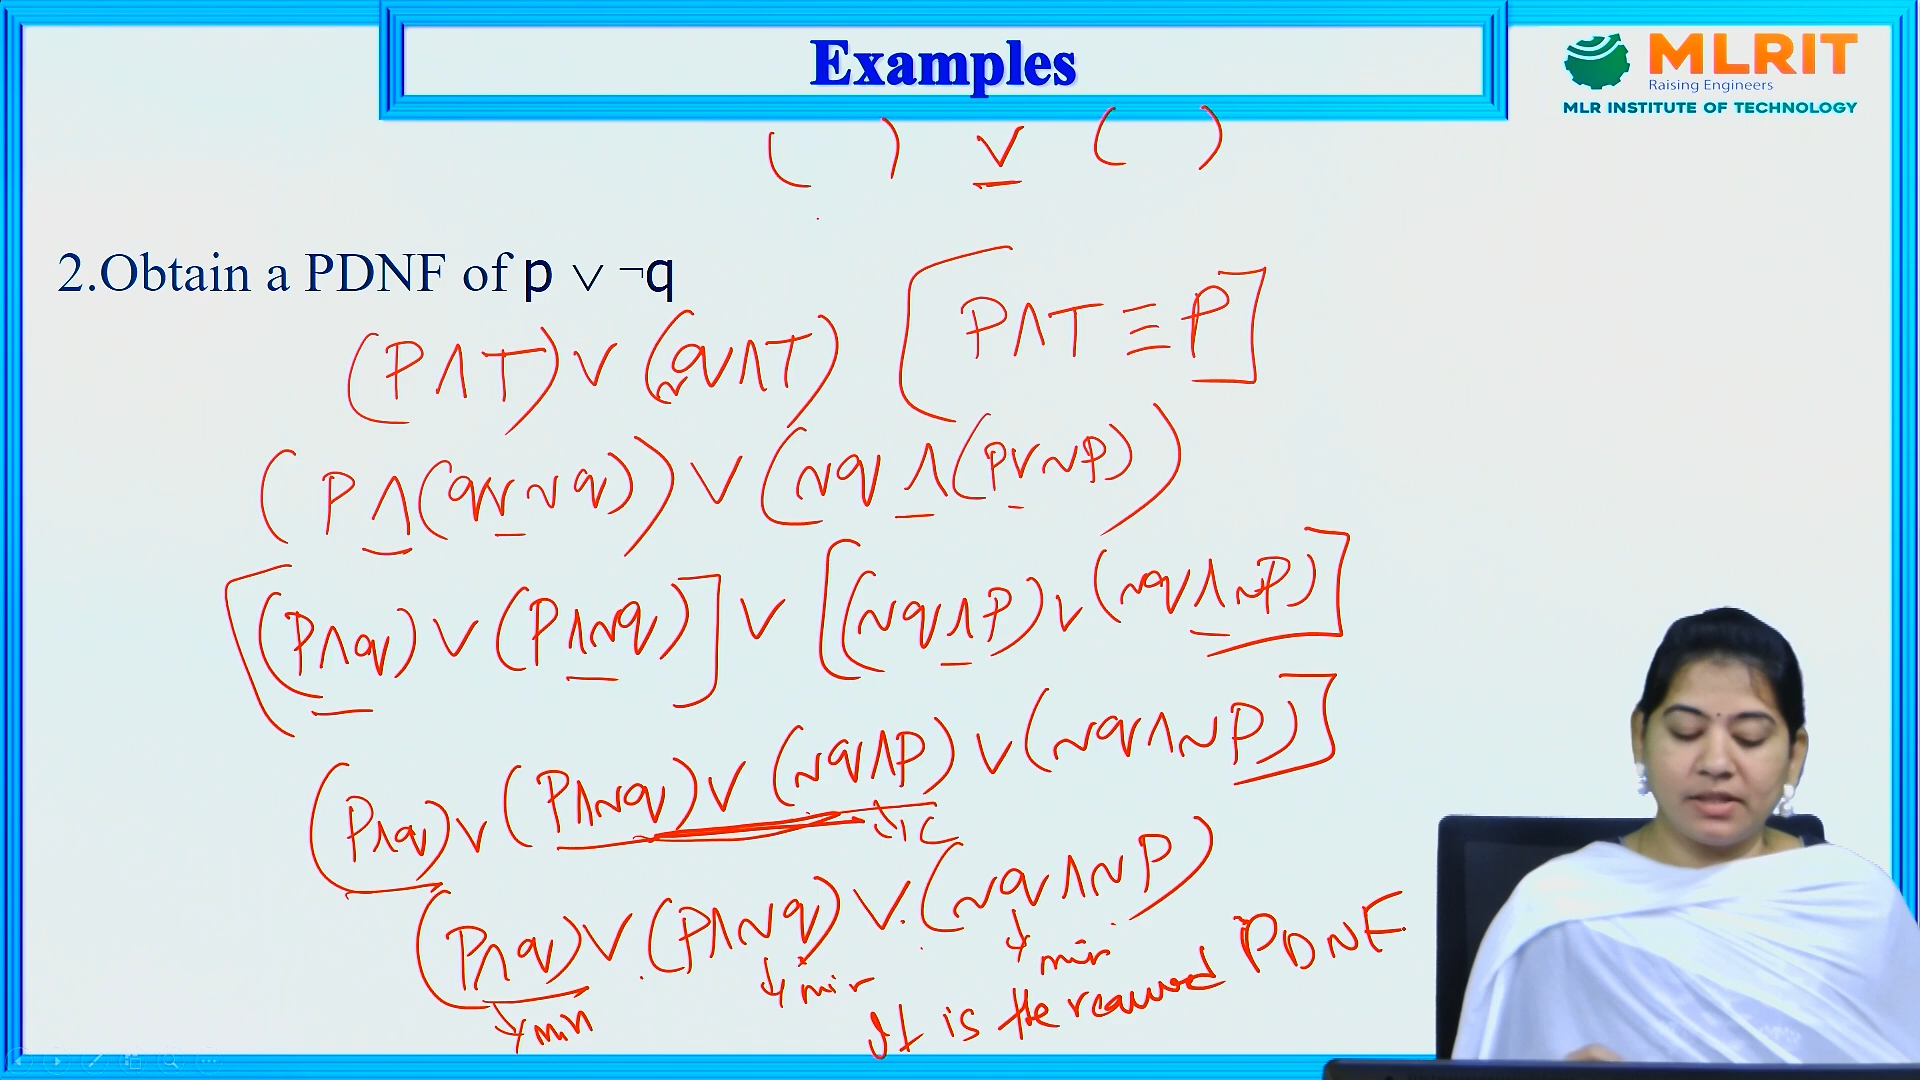 Examples
MLRIT
Raising Engineers
MLR INSTITUTE OF TECHNOLOGY
( ) ∨ ( )
2.Obtain a PDNF of p ∨ ¬q
(P∧T) ∨ (~q∧T) [P∧T ≡ P]
(P∧(q∨~q)) ∨ (~q∧(P∨~P))
[(P∧q) ∨ (P∧~q)] ∨ [(~q∧P) ∨ (~q∧~P)]
(P∧q) ∨ (P∧~q) ∨ (~q∧P) ∨ (~q∧~P)]
(P∧q) ∨ (P∧~q) ∨ (~q∧~P)
min
min
min
It is the required PDNF